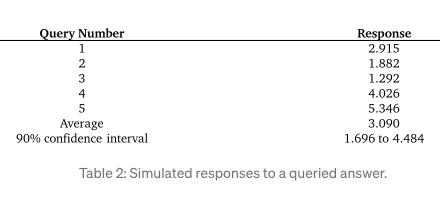 Query Number Response
1 2.915
2 1.882
3 1.292
4 4.026
5 5.346
Average 3.090
90% confidence interval 1.696 to 4.484
Table 2: Simulated responses to a queried answer.